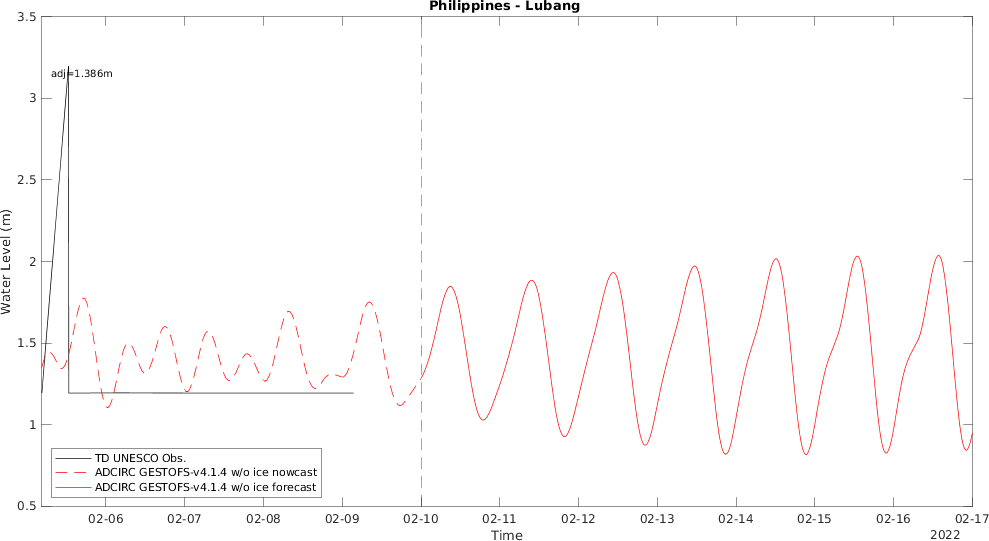 Philippines - Lubang
3.5
adj=1.386m
3
2.5
2
1.5
1
0.5
Water Level (m)
TD UNESCO Obs.
ADCIRC GESTOFS-v4.1.4 w/o ice nowcast
ADCIRC GESTOFS-v4.1.4 w/o ice forecast
02-06 02-07 02-08 02-09 02-10 02-11 02-12 02-13 02-14 02-15 02-16 02-17
Time
2022